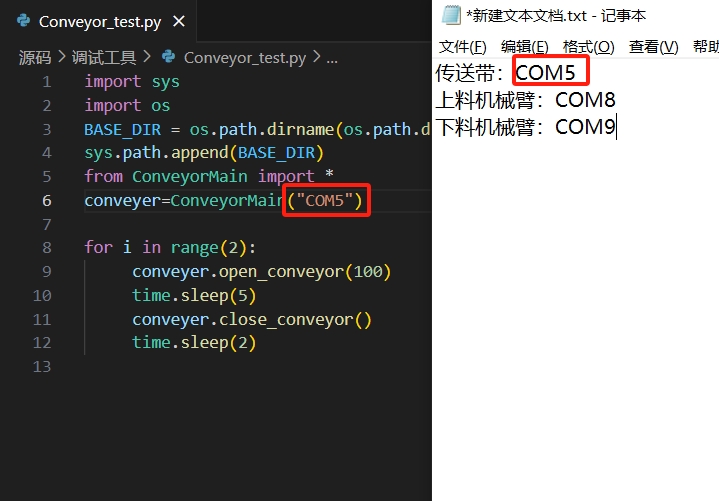 Conveyor_test.py
源码 > 调试工具 > Conveyor_test.py > ...
1 import sys
2 import os
3 BASE_DIR = os.path.dirname(os.path.d
4 sys.path.append(BASE_DIR)
5 from ConveyorMain import *
6 conveyer=ConveyorMain("COM5")
7
8 for i in range(2):
9 conveyer.open_conveyor(100)
10 time.sleep(5)
11 conveyer.close_conveyor()
12 time.sleep(2)
13
*新建文本文档.txt - 记事本
文件(F) 编辑(E) 格式(O) 查看(V) 帮助
传送带：COM5
上料机械臂：COM8
下料机械臂：COM9